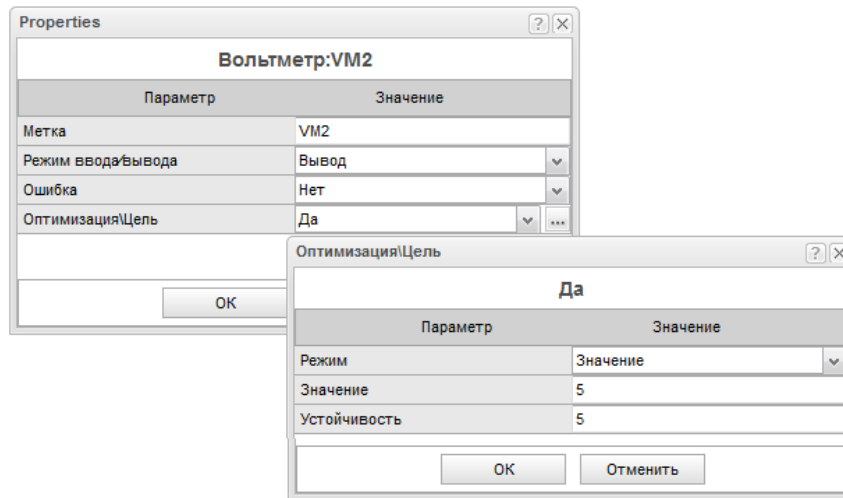 Properties
Вольтметр:VM2
Параметр Значение
Метка VM2
Режим ввода/вывода Вывод
Ошибка Нет
Оптимизация\Цель Да ...
OK
Оптимизация\Цель
Да
Параметр Значение
Режим Значение
Значение 5
Устойчивость 5
OK Отменить